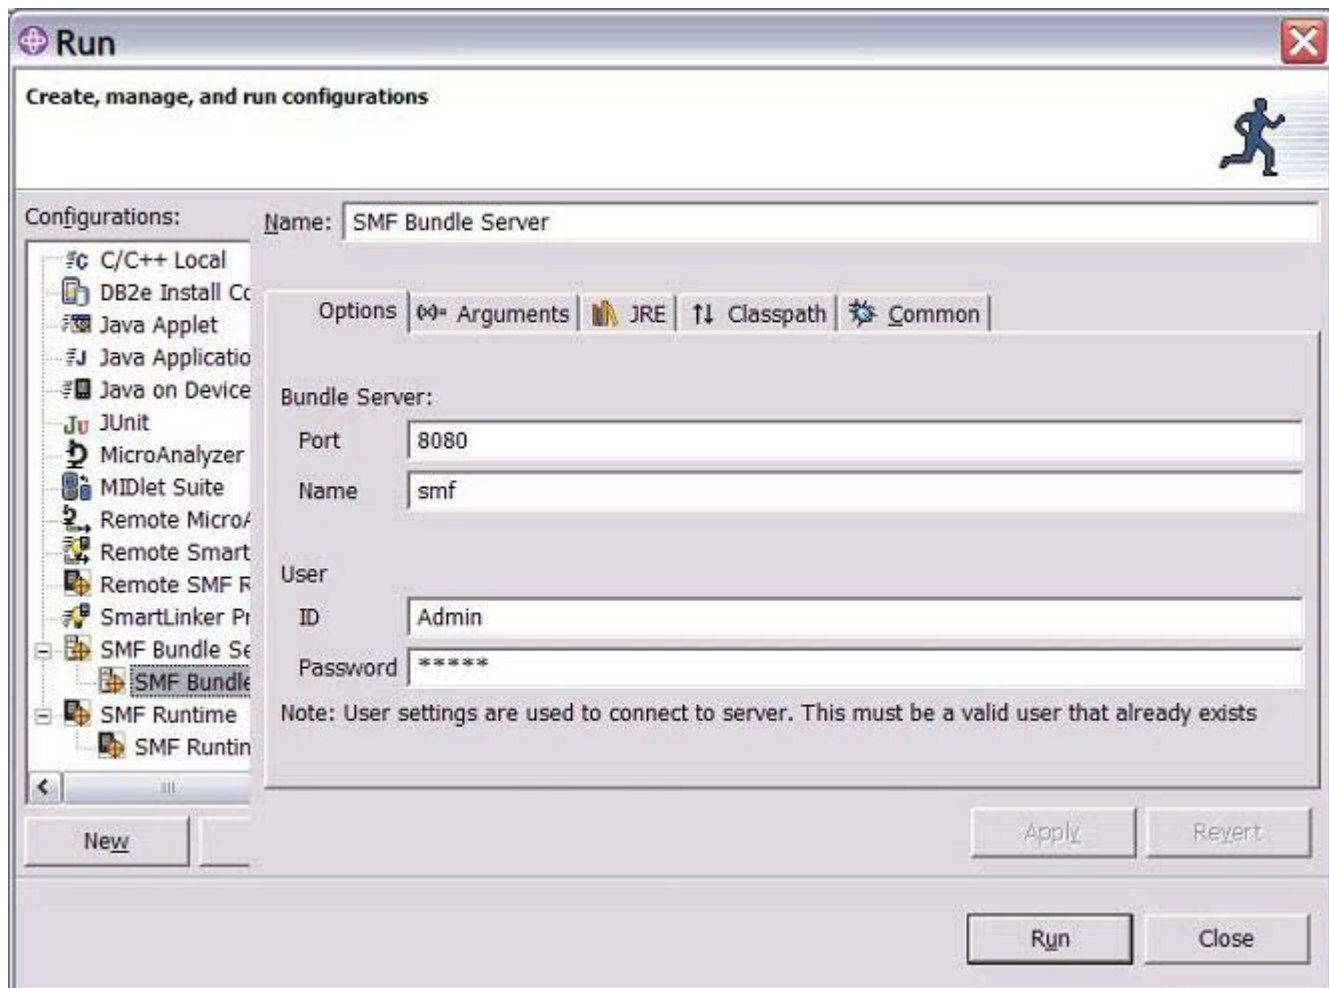 Run
Create, manage, and run configurations
Configurations:
Name: SMF Bundle Server
C/C++ Local
DB2e Install Co
Java Applet
Java Applicatio
Java on Device
JUnit
MicroAnalyzer
MIDlet Suite
Remote MicroA
Remote Smart
Remote SMF R
SmartLinker Pr
SMF Bundle Se
SMF Bundle
SMF Runtime
SMF Runtin
New
Options Arguments JRE Classpath Common
Bundle Server:
Port 8080
Name smf
User
ID Admin
Password *****
Note: User settings are used to connect to server. This must be a valid user that already exists
Apply Revert
Run Close